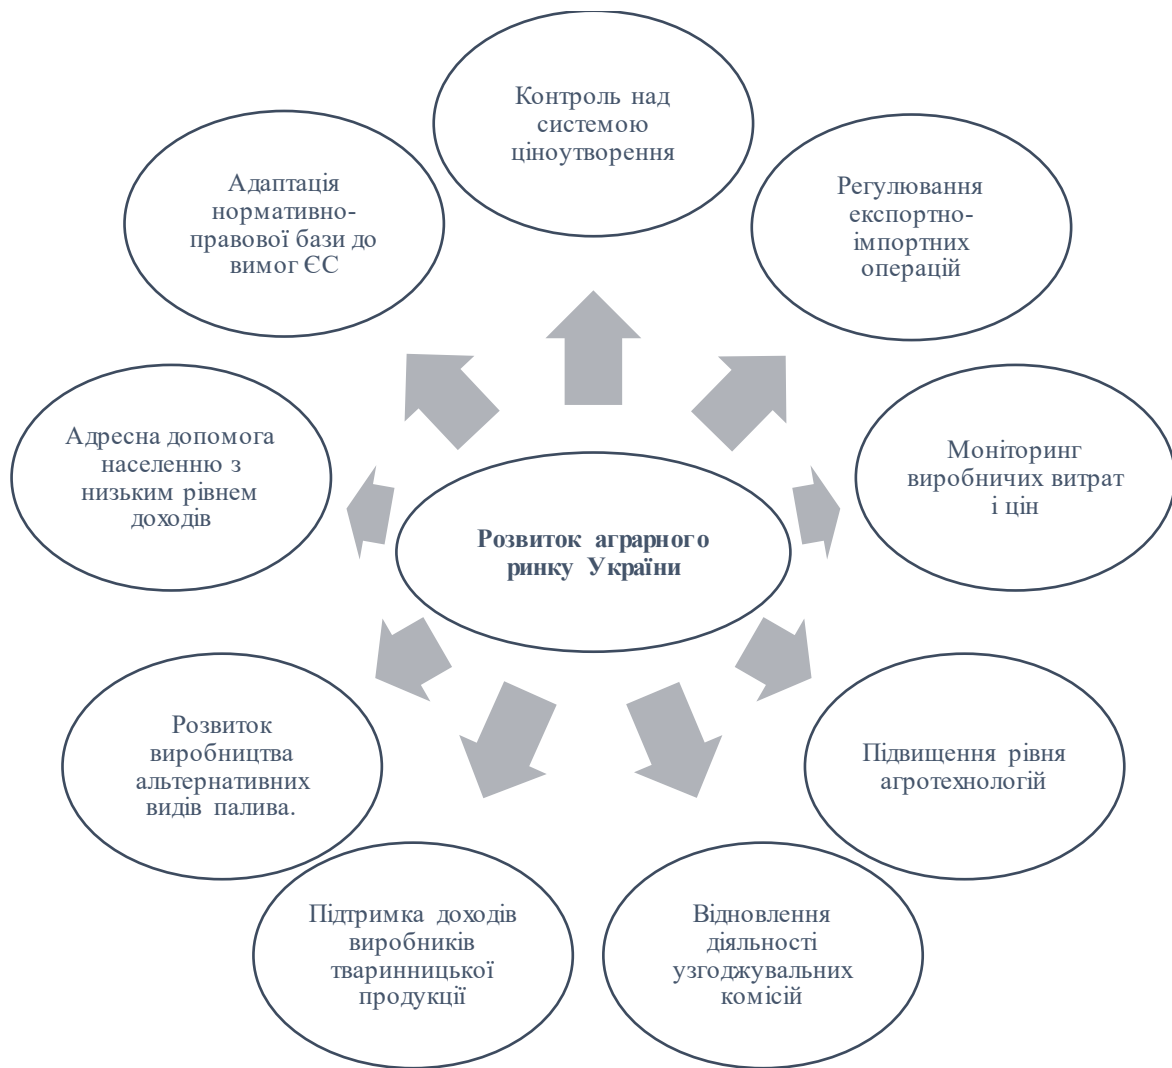 Контроль над
системою
ціноутворення
Регулювання
експортно-
імпортних
операцій
Моніторинг
виробничих витрат
і цін
Підвищення рівня
агротехнологій
Відновлення
діяльності
узгоджувальних
комісій
Підтримка доходів
виробників
тваринницької
продукції
Розвиток
виробництва
альтернативних
видів палива.
Адресна допомога
населенню з
низьким рівнем
доходів
Адаптація
нормативно-
правової бази до
вимог ЄС
Розвиток аграрного
ринку України